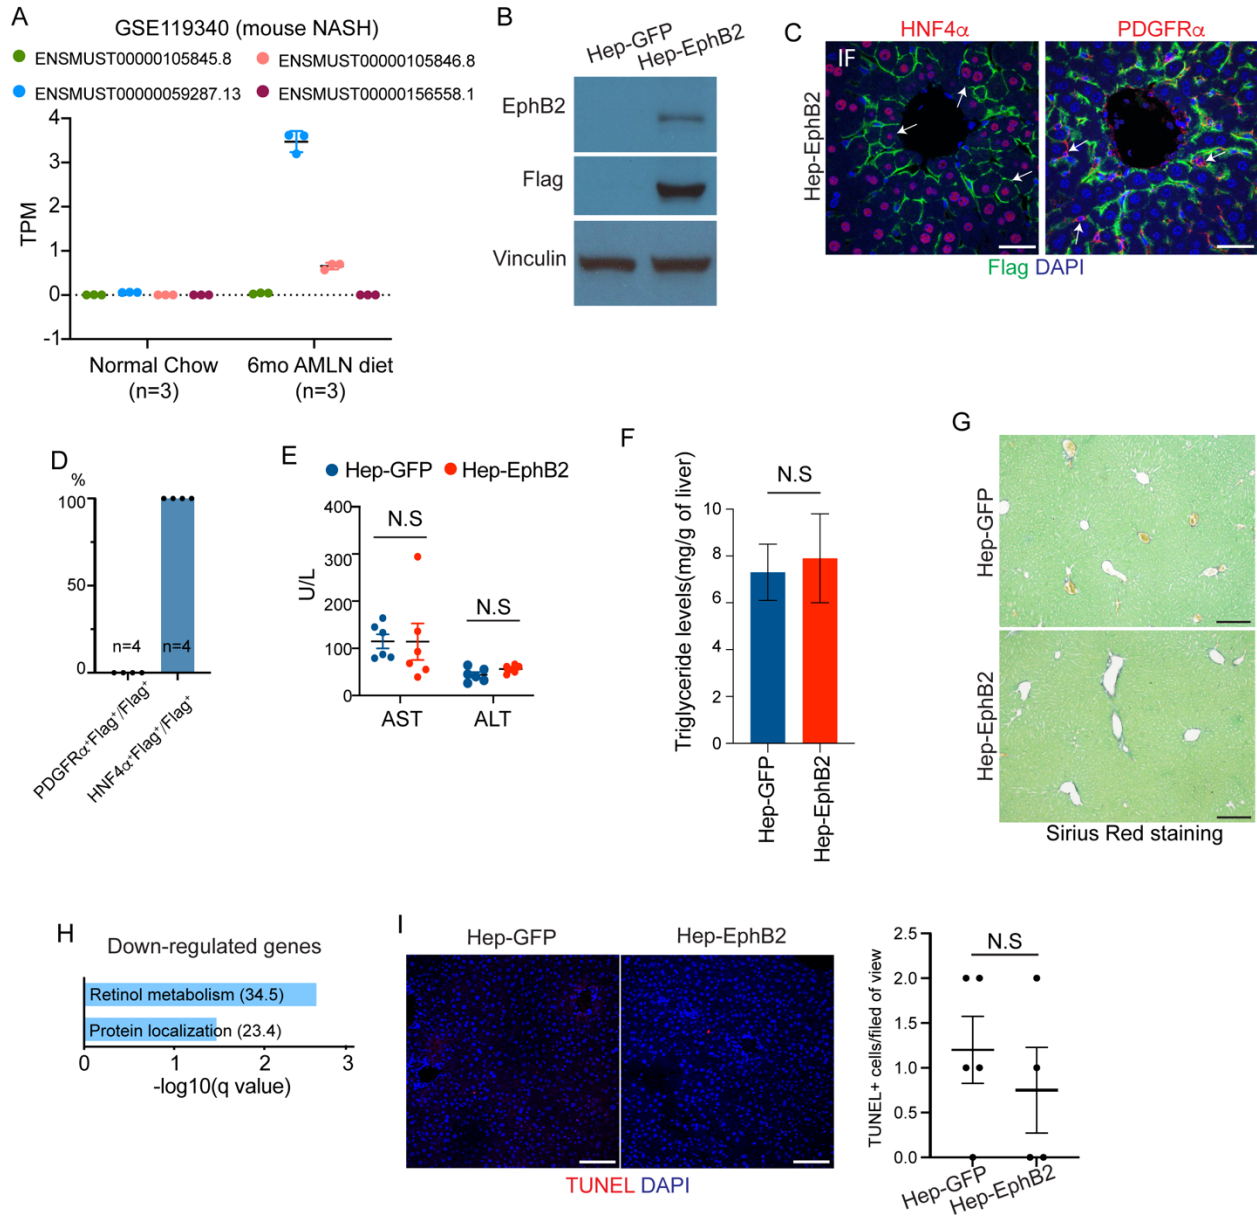 A
GSE119340 (mouse NASH)
ENSMUST00000105845.8
ENSMUST00000105846.8
ENSMUST00000059287.13
ENSMUST00000156558.1
TPM
4
3
2
1
0
-1
Normal Chow
(n=3)
6mo AMLN diet
(n=3)
B
Hep-GFP
Hep-EphB2
EphB2
Flag
Vinculin
C
HNF4α
PDGFRα
IF
Hep-EphB2
Flag DAPI
D
%
100
50
0
n=4
n=4
PDGFRα⁺Flag⁺/Flag⁺
HNF4α⁺Flag⁺/Flag⁺
E
Hep-GFP
Hep-EphB2
U/L
400
300
200
100
0
N.S
N.S
AST
ALT
F
Triglyceride levels(mg/g of liver)
10
8
6
4
2
0
N.S
Hep-GFP
Hep-EphB2
G
Hep-GFP
Hep-EphB2
Sirius Red staining
H
Down-regulated genes
Retinol metabolism (34.5)
Protein localization (23.4)
0
1
2
3
-log10(q value)
I
Hep-GFP
Hep-EphB2
TUNEL DAPI
TUNEL+ cells/filed of view
2.5
2.0
1.5
1.0
0.5
0.0
N.S
Hep-GFP
Hep-EphB2